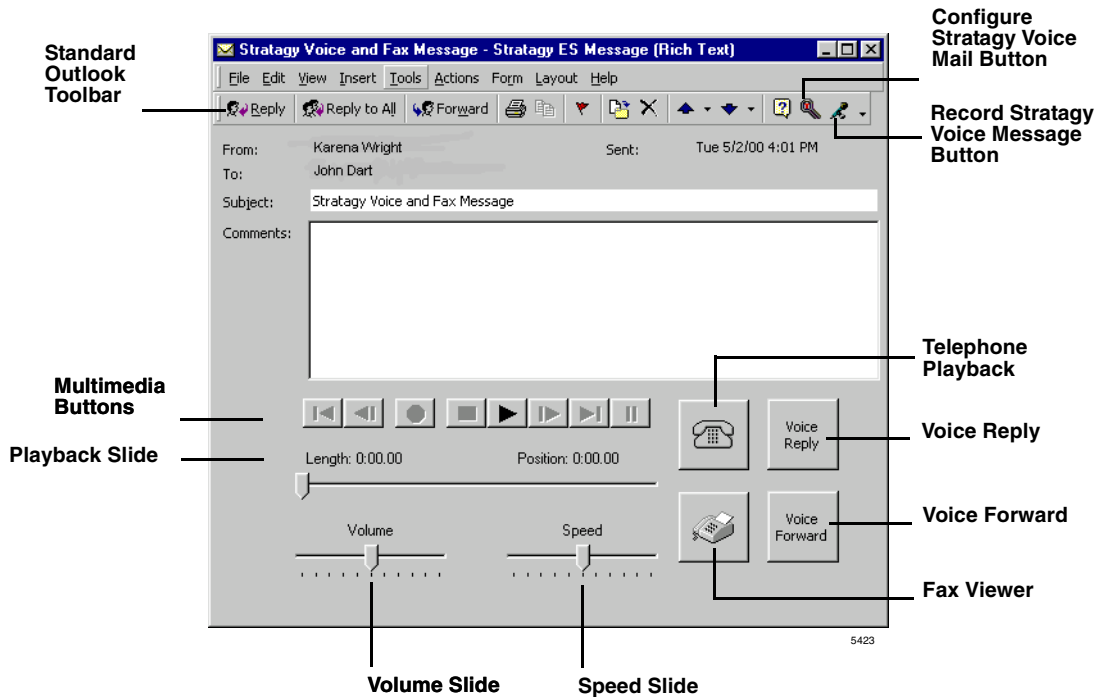 Configure
Stratagy Voice
Mail Button
Standard
Outlook
Toolbar
Stratagy Voice and Fax Message - Stratagy ES Message (Rich Text)
File Edit View Insert Tools Actions Form Layout Help
Reply Reply to All Forward
Record Stratagy
Voice Message
Button
From: Karena Wright Sent: Tue 5/2/00 4:01 PM
To: John Dart
Subject: Stratagy Voice and Fax Message
Comments:
Telephone
Playback
Multimedia
Buttons
Voice
Reply
Voice Reply
Playback Slide
Length: 0:00.00 Position: 0:00.00
Volume Speed
Voice
Forward
Voice Forward
Fax Viewer
5423
Volume Slide Speed Slide